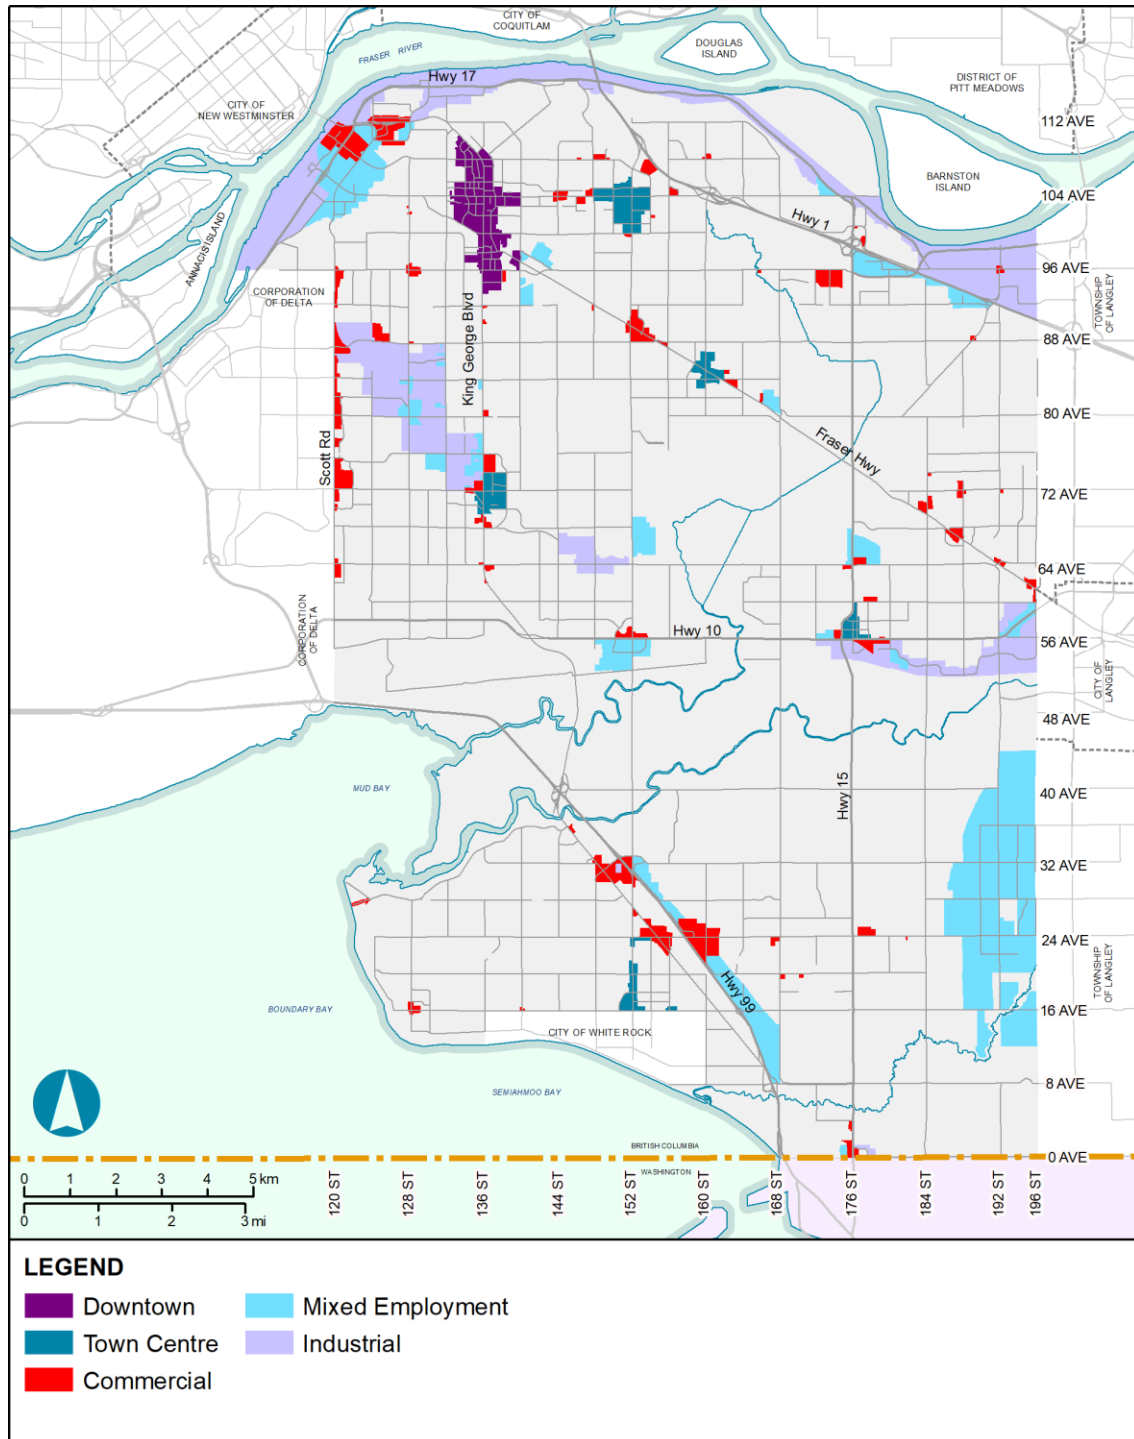 CITY OF
COQUITLAM
DOUGLAS
ISLAND
FRASER RIVER
Hwy 17
DISTRICT OF
PITT MEADOWS
CITY OF
NEW WESTMINSTER
112 AVE
BARNSTON
ISLAND
104 AVE
Hwy 1
ANNACIS ISLAND
96 AVE
CORPORATION
OF DELTA
TOWNSHIP
OF LANGLEY
King George Blvd
88 AVE
80 AVE
Fraser Hwy
Scott Rd
72 AVE
64 AVE
CORPORATION
OF DELTA
Hwy 10
56 AVE
CITY OF
LANGLEY
48 AVE
MUD BAY
Hwy 15
40 AVE
32 AVE
24 AVE
TOWNSHIP
OF LANGLEY
Hwy 99
BOUNDARY BAY
16 AVE
CITY OF WHITE ROCK
SEMIAHMOO BAY
8 AVE
BRITISH COLUMBIA
0 AVE
WASHINGTON
0 1 2 3 4 5 km
0 1 2 3 mi
120 ST
128 ST
136 ST
144 ST
152 ST
160 ST
168 ST
176 ST
184 ST
192 ST
196 ST
LEGEND
Downtown
Mixed Employment
Town Centre
Industrial
Commercial